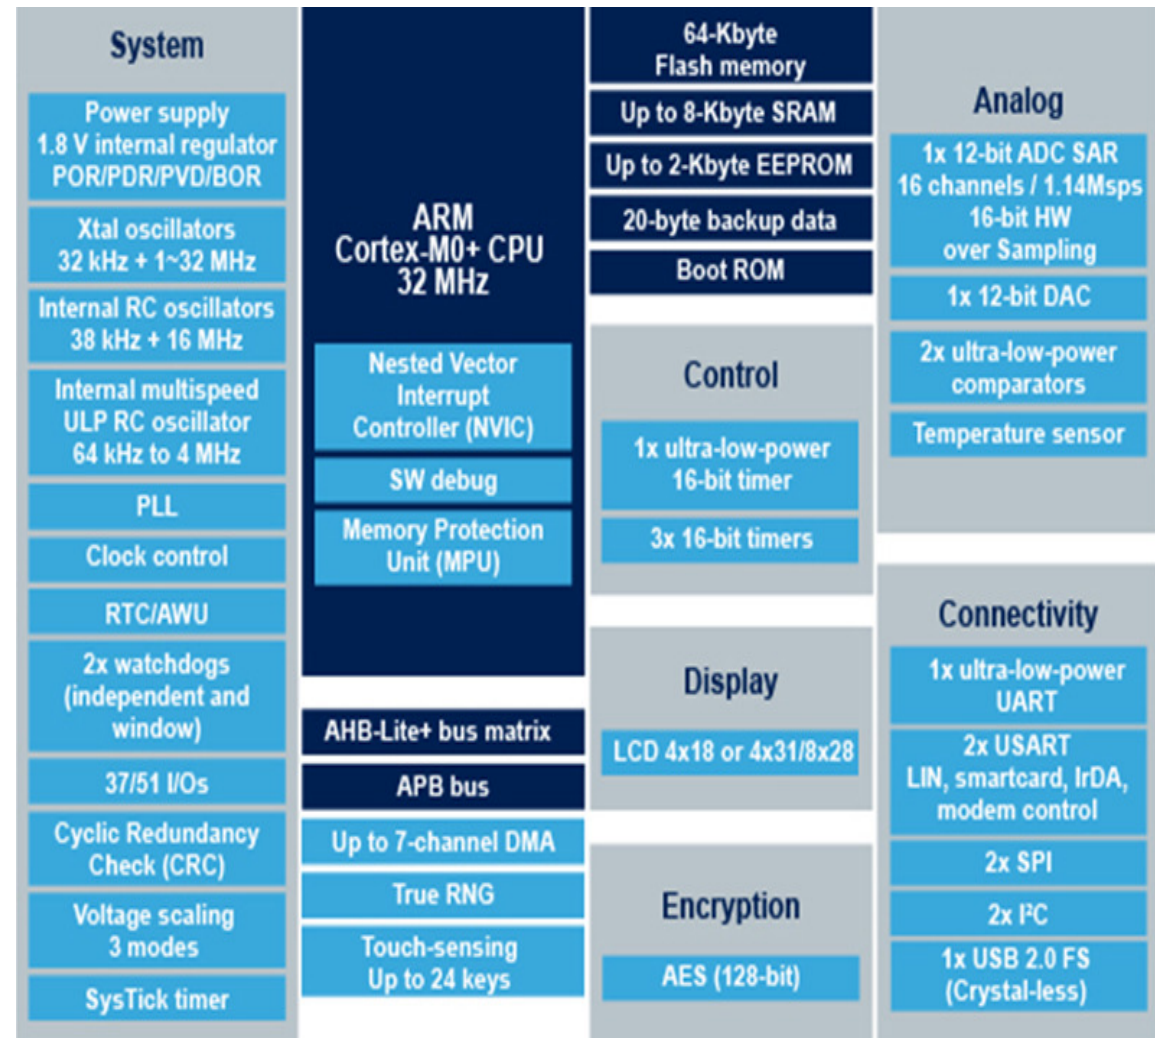 System
Power supply
1.8 V internal regulator
POR/PDR/PVD/BOR
Xtal oscillators
32 kHz + 1~32 MHz
Internal RC oscillators
38 kHz + 16 MHz
Internal multispeed
ULP RC oscillator
64 kHz to 4 MHz
PLL
Clock control
RTC/AWU
2x watchdogs
(independent and
window)
37/51 I/Os
Cyclic Redundancy
Check (CRC)
Voltage scaling
3 modes
SysTick timer
ARM
Cortex-M0+ CPU
32 MHz
Nested Vector
Interrupt
Controller (NVIC)
SW debug
Memory Protection
Unit (MPU)
AHB-Lite+ bus matrix
APB bus
Up to 7-channel DMA
True RNG
Touch-sensing
Up to 24 keys
64-Kbyte
Flash memory
Up to 8-Kbyte SRAM
Up to 2-Kbyte EEPROM
20-byte backup data
Boot ROM
Control
1x ultra-low-power
16-bit timer
3x 16-bit timers
Display
LCD 4x18 or 4x31/8x28
Encryption
AES (128-bit)
Analog
1x 12-bit ADC SAR
16 channels / 1.14Msps
16-bit HW
over Sampling
1x 12-bit DAC
2x ultra-low-power
comparators
Temperature sensor
Connectivity
1x ultra-low-power
UART
2x USART
LIN, smartcard, IrDA,
modem control
2x SPI
2x I²C
1x USB 2.0 FS
(Crystal-less)